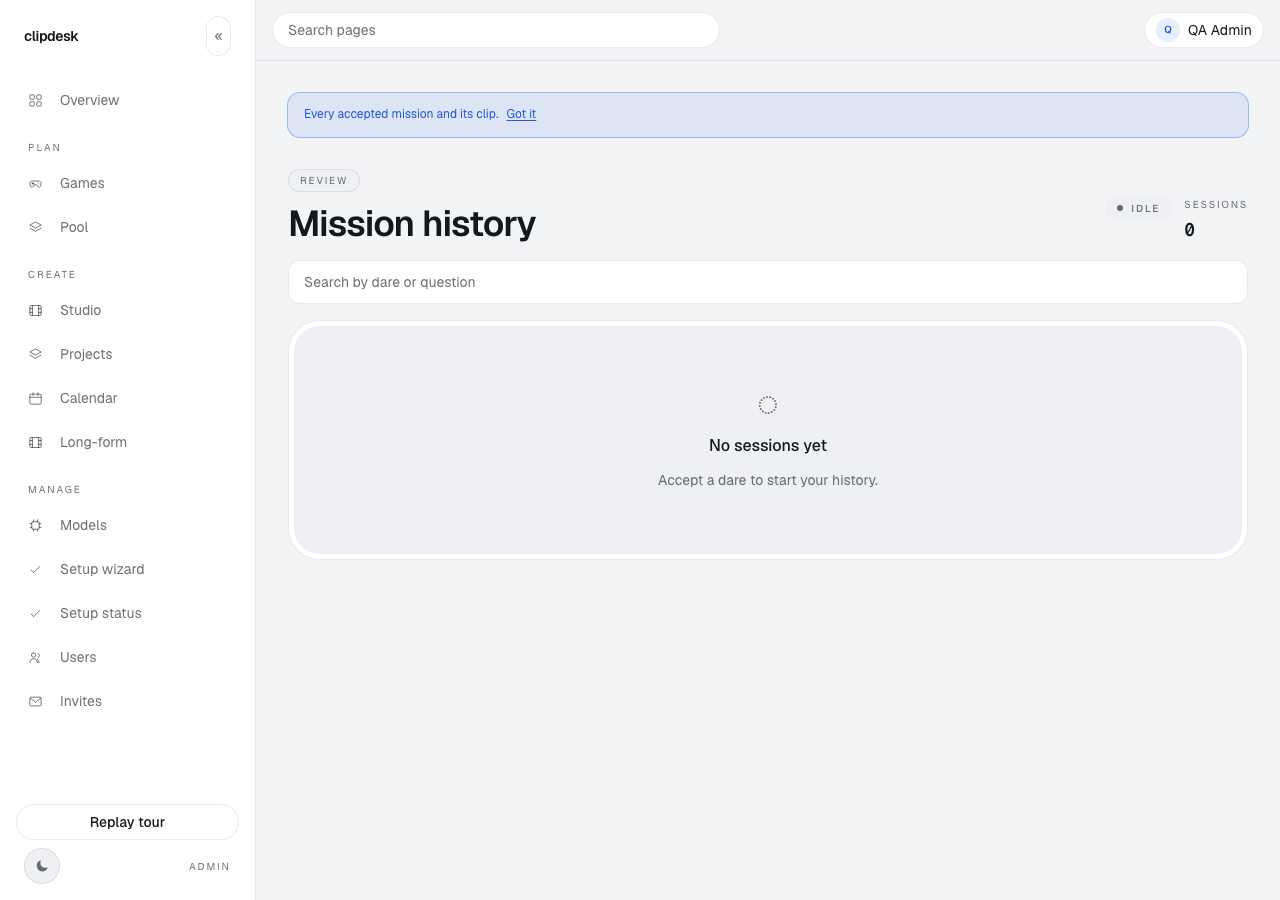 clipdesk
«
Overview
PLAN
Games
Pool
CREATE
Studio
Projects
Calendar
Long-form
MANAGE
Models
Setup wizard
Setup status
Users
Invites
Replay tour
ADMIN
Search pages
Q QA Admin
Every accepted mission and its clip. Got it
REVIEW
Mission history
IDLE
SESSIONS
0
Search by dare or question
No sessions yet
Accept a dare to start your history.